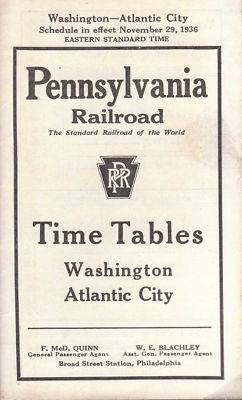 Washington—Atlantic City
Schedule in effect November 29, 1936
EASTERN STANDARD TIME
Pennsylvania
Railroad
The Standard Railroad of the World
PRR
Time Tables
Washington
Atlantic City
F. McD. QUINN W. E. BLACHLEY
General Passenger Agent Asst. Gen. Passenger Agent
Broad Street Station, Philadelphia